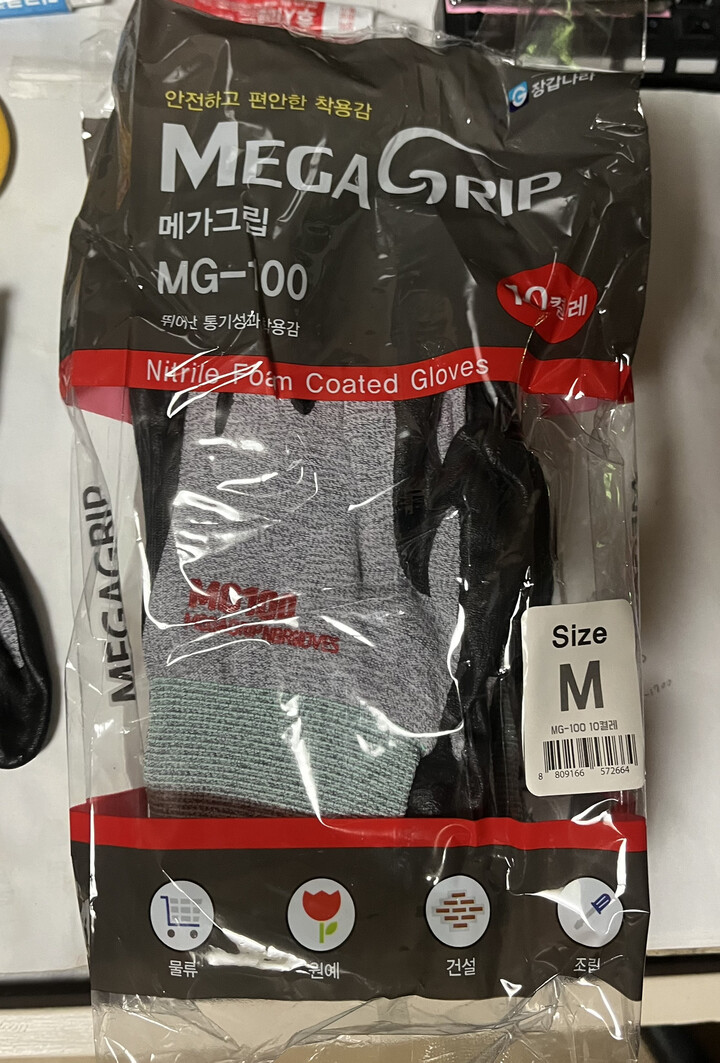 안전하고 편안한 착용감
장갑나라
MEGAGRIP
메가그립
MG-100
10켤레
뛰어난 통기성과 착용감
Nitrile Foam Coated Gloves
MEGAGRIP
MG100
Size
M
MG-100 10켤레
8 809166 572664
물류
원예
건설
조립